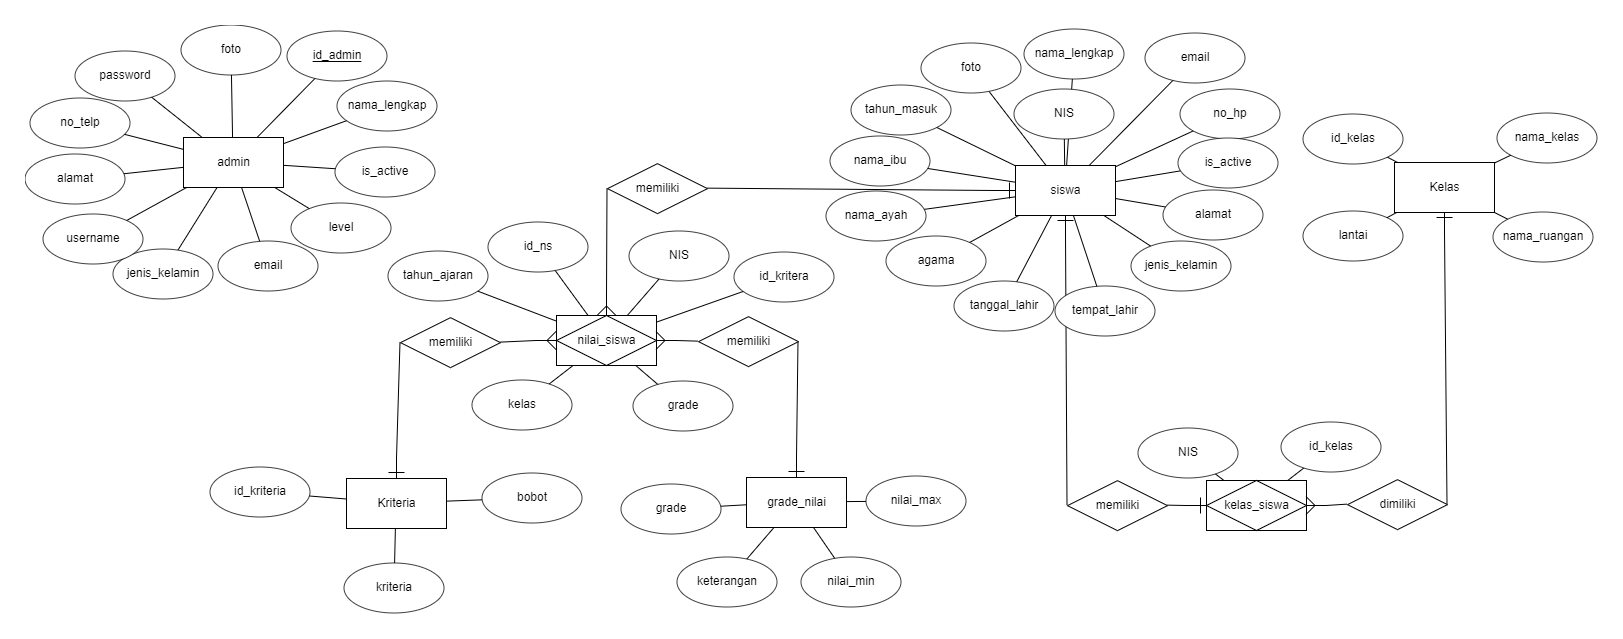 foto
id_admin
password
nama_lengkap
no_telp
admin
is_active
alamat
level
username
jenis_kelamin
email
memiliki
nama_lengkap
foto
email
tahun_masuk
NIS
no_hp
nama_ibu
is_active
siswa
nama_ayah
alamat
agama
jenis_kelamin
tanggal_lahir
tempat_lahir
id_kelas
nama_kelas
Kelas
lantai
nama_ruangan
id_ns
NIS
tahun_ajaran
id_kritera
memiliki
nilai_siswa
memiliki
kelas
grade
id_kriteria
Kriteria
bobot
kriteria
grade
grade_nilai
nilai_max
keterangan
nilai_min
NIS
id_kelas
memiliki
kelas_siswa
dimiliki